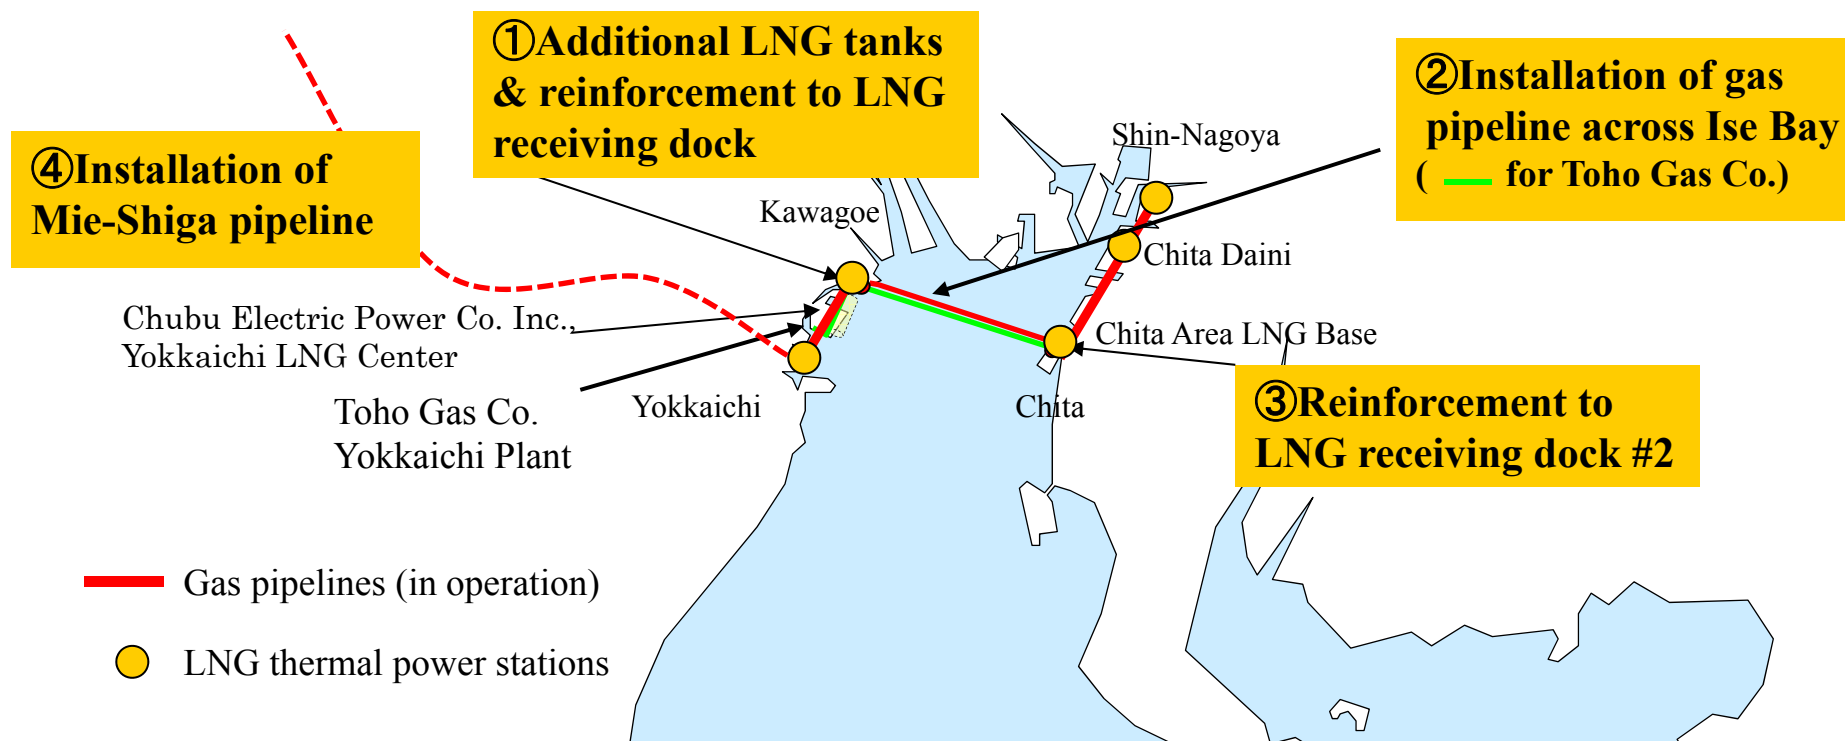 ①Additional LNG tanks
& reinforcement to LNG
receiving dock
②Installation of gas
pipeline across Ise Bay
( for Toho Gas Co.)
④Installation of
Mie-Shiga pipeline
Shin-Nagoya
Kawagoe
Chita Daini
Chubu Electric Power Co. Inc.,
Yokkaichi LNG Center
Chita Area LNG Base
Toho Gas Co.
Yokkaichi Plant
Yokkaichi
Chita
③Reinforcement to
LNG receiving dock #2
Gas pipelines (in operation)
LNG thermal power stations